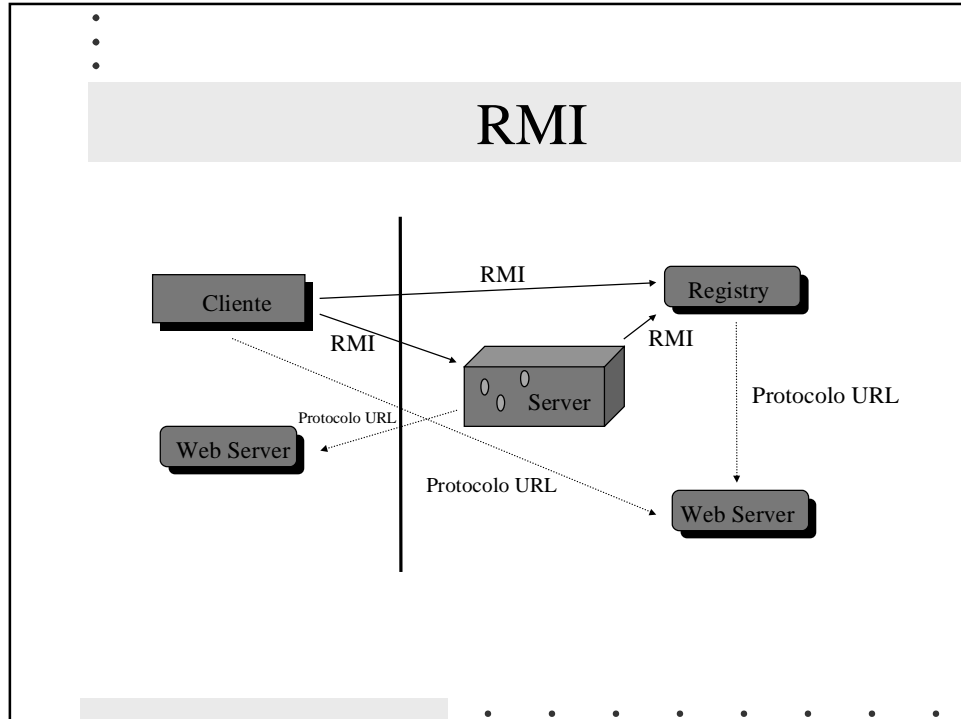 RMI
RMI
Cliente
Registry
RMI
RMI
Server
Protocolo URL
Protocolo URL
Web Server
Protocolo URL
Web Server